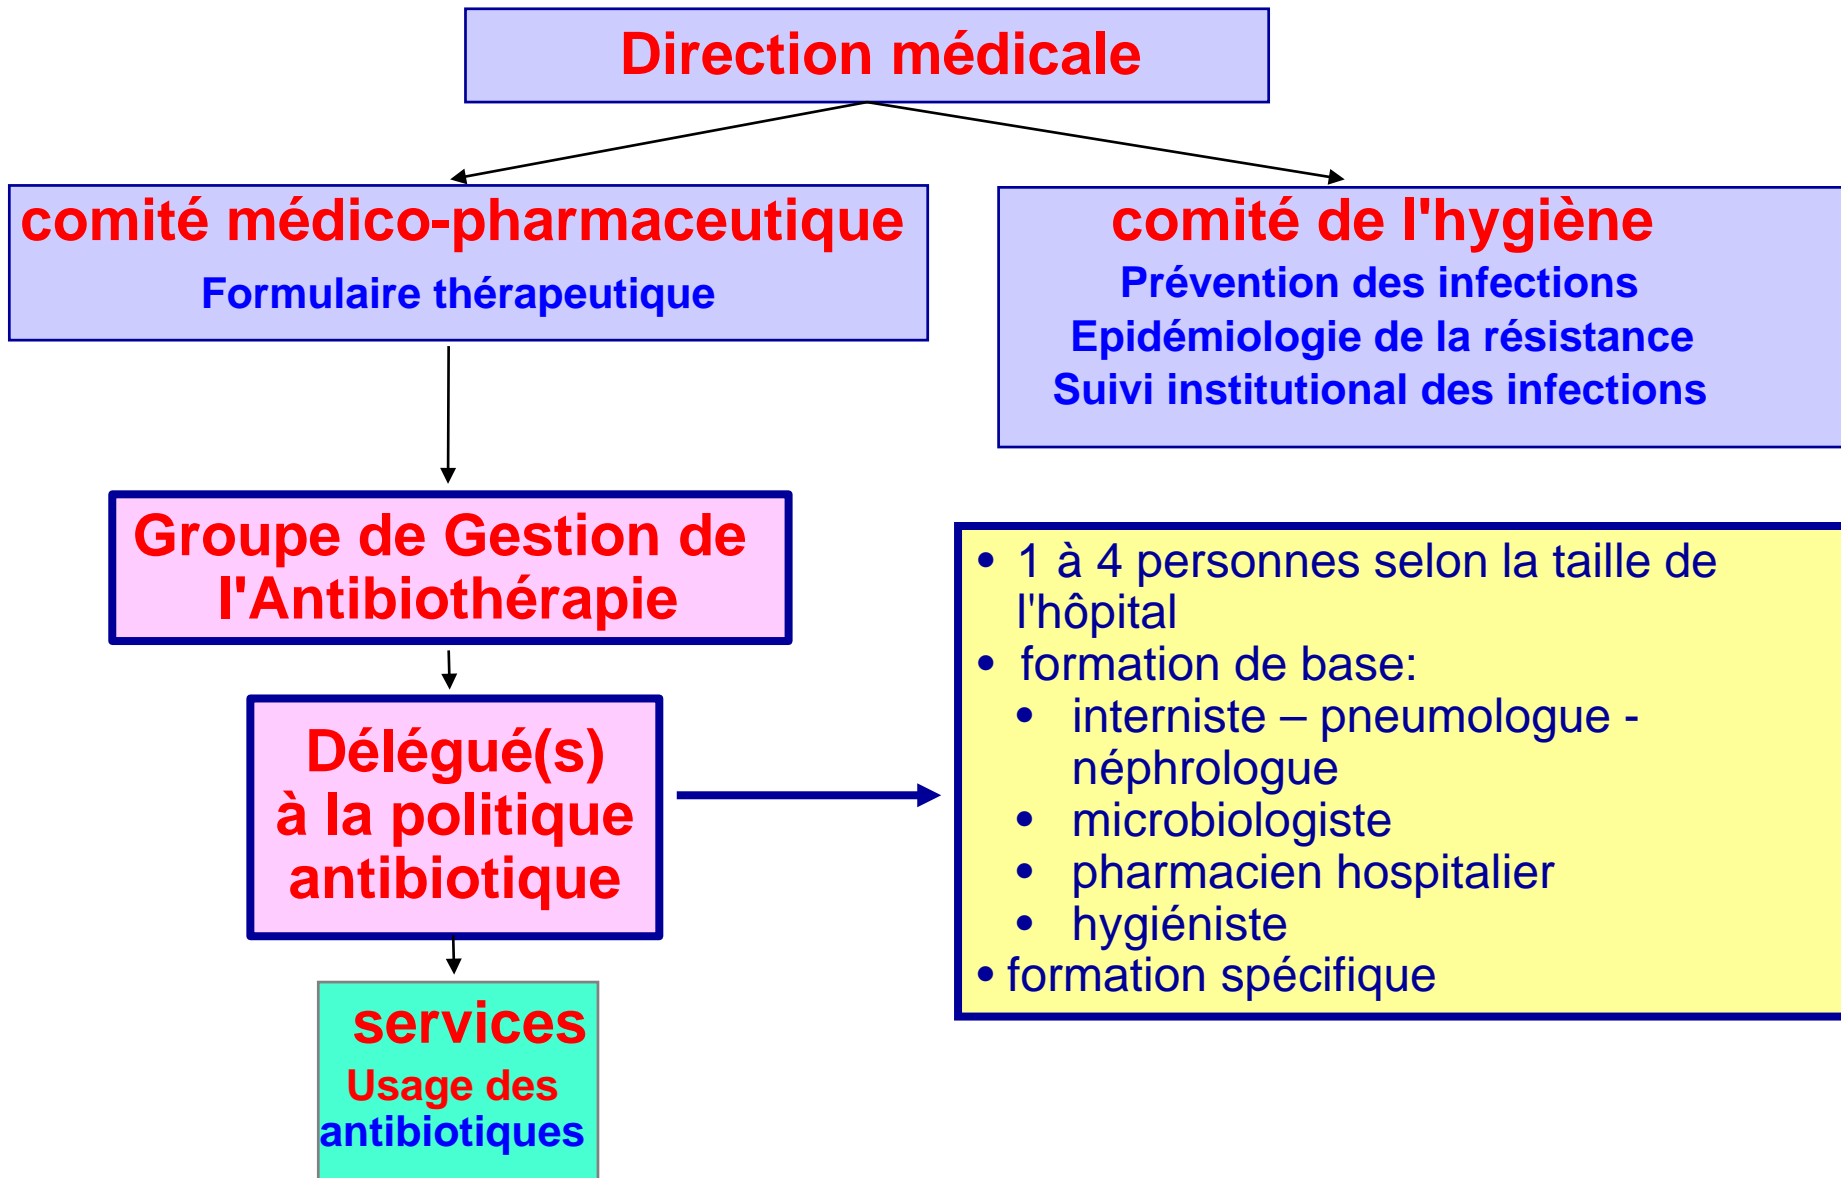 Direction médicale
comité médico-pharmaceutique
Formulaire thérapeutique
comité de l'hygiène
Prévention des infections
Epidémiologie de la résistance
Suivi institutional des infections
Groupe de Gestion de
l'Antibiothérapie
Délégué(s)
à la politique
antibiotique
• 1 à 4 personnes selon la taille de
l'hôpital
• formation de base:
• interniste – pneumologue -
néphrologue
• microbiologiste
• pharmacien hospitalier
• hygiéniste
• formation spécifique
services
Usage des
antibiotiques